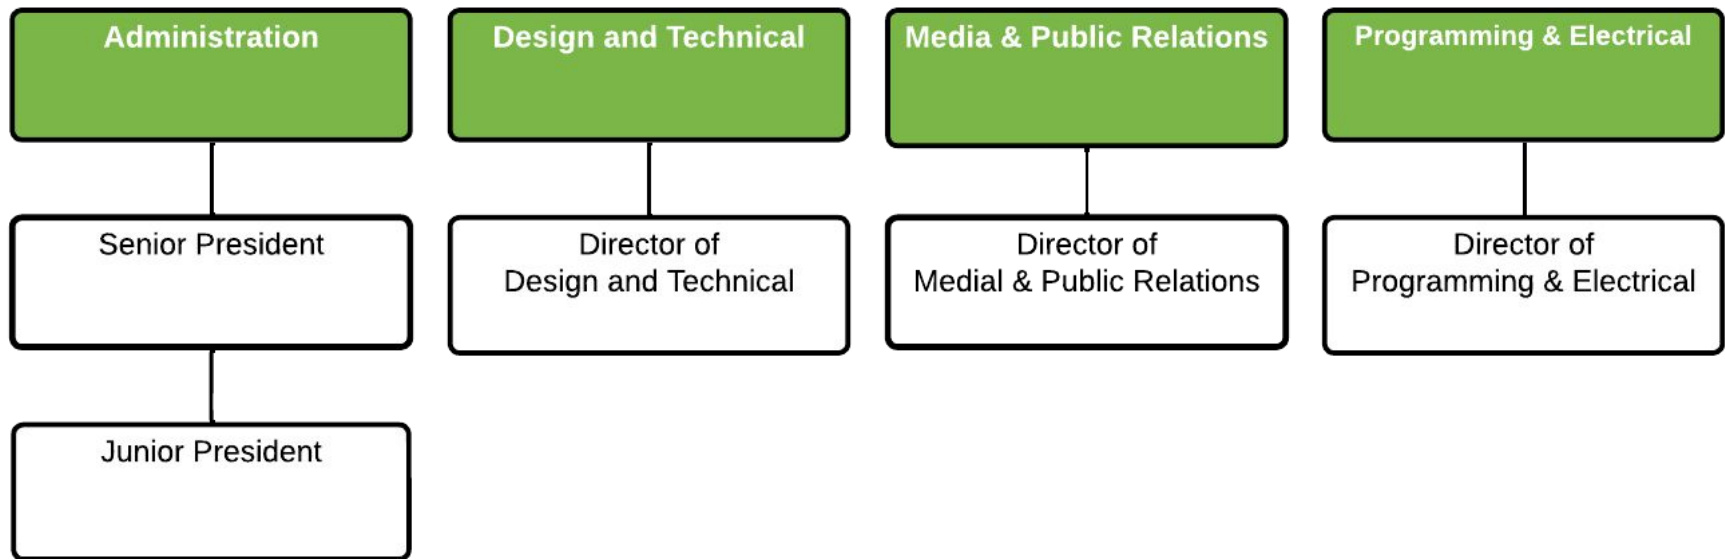 Administration
Design and Technical
Media & Public Relations
Programming & Electrical
Senior President
Director of
Design and Technical
Director of
Medial & Public Relations
Director of
Programming & Electrical
Junior President